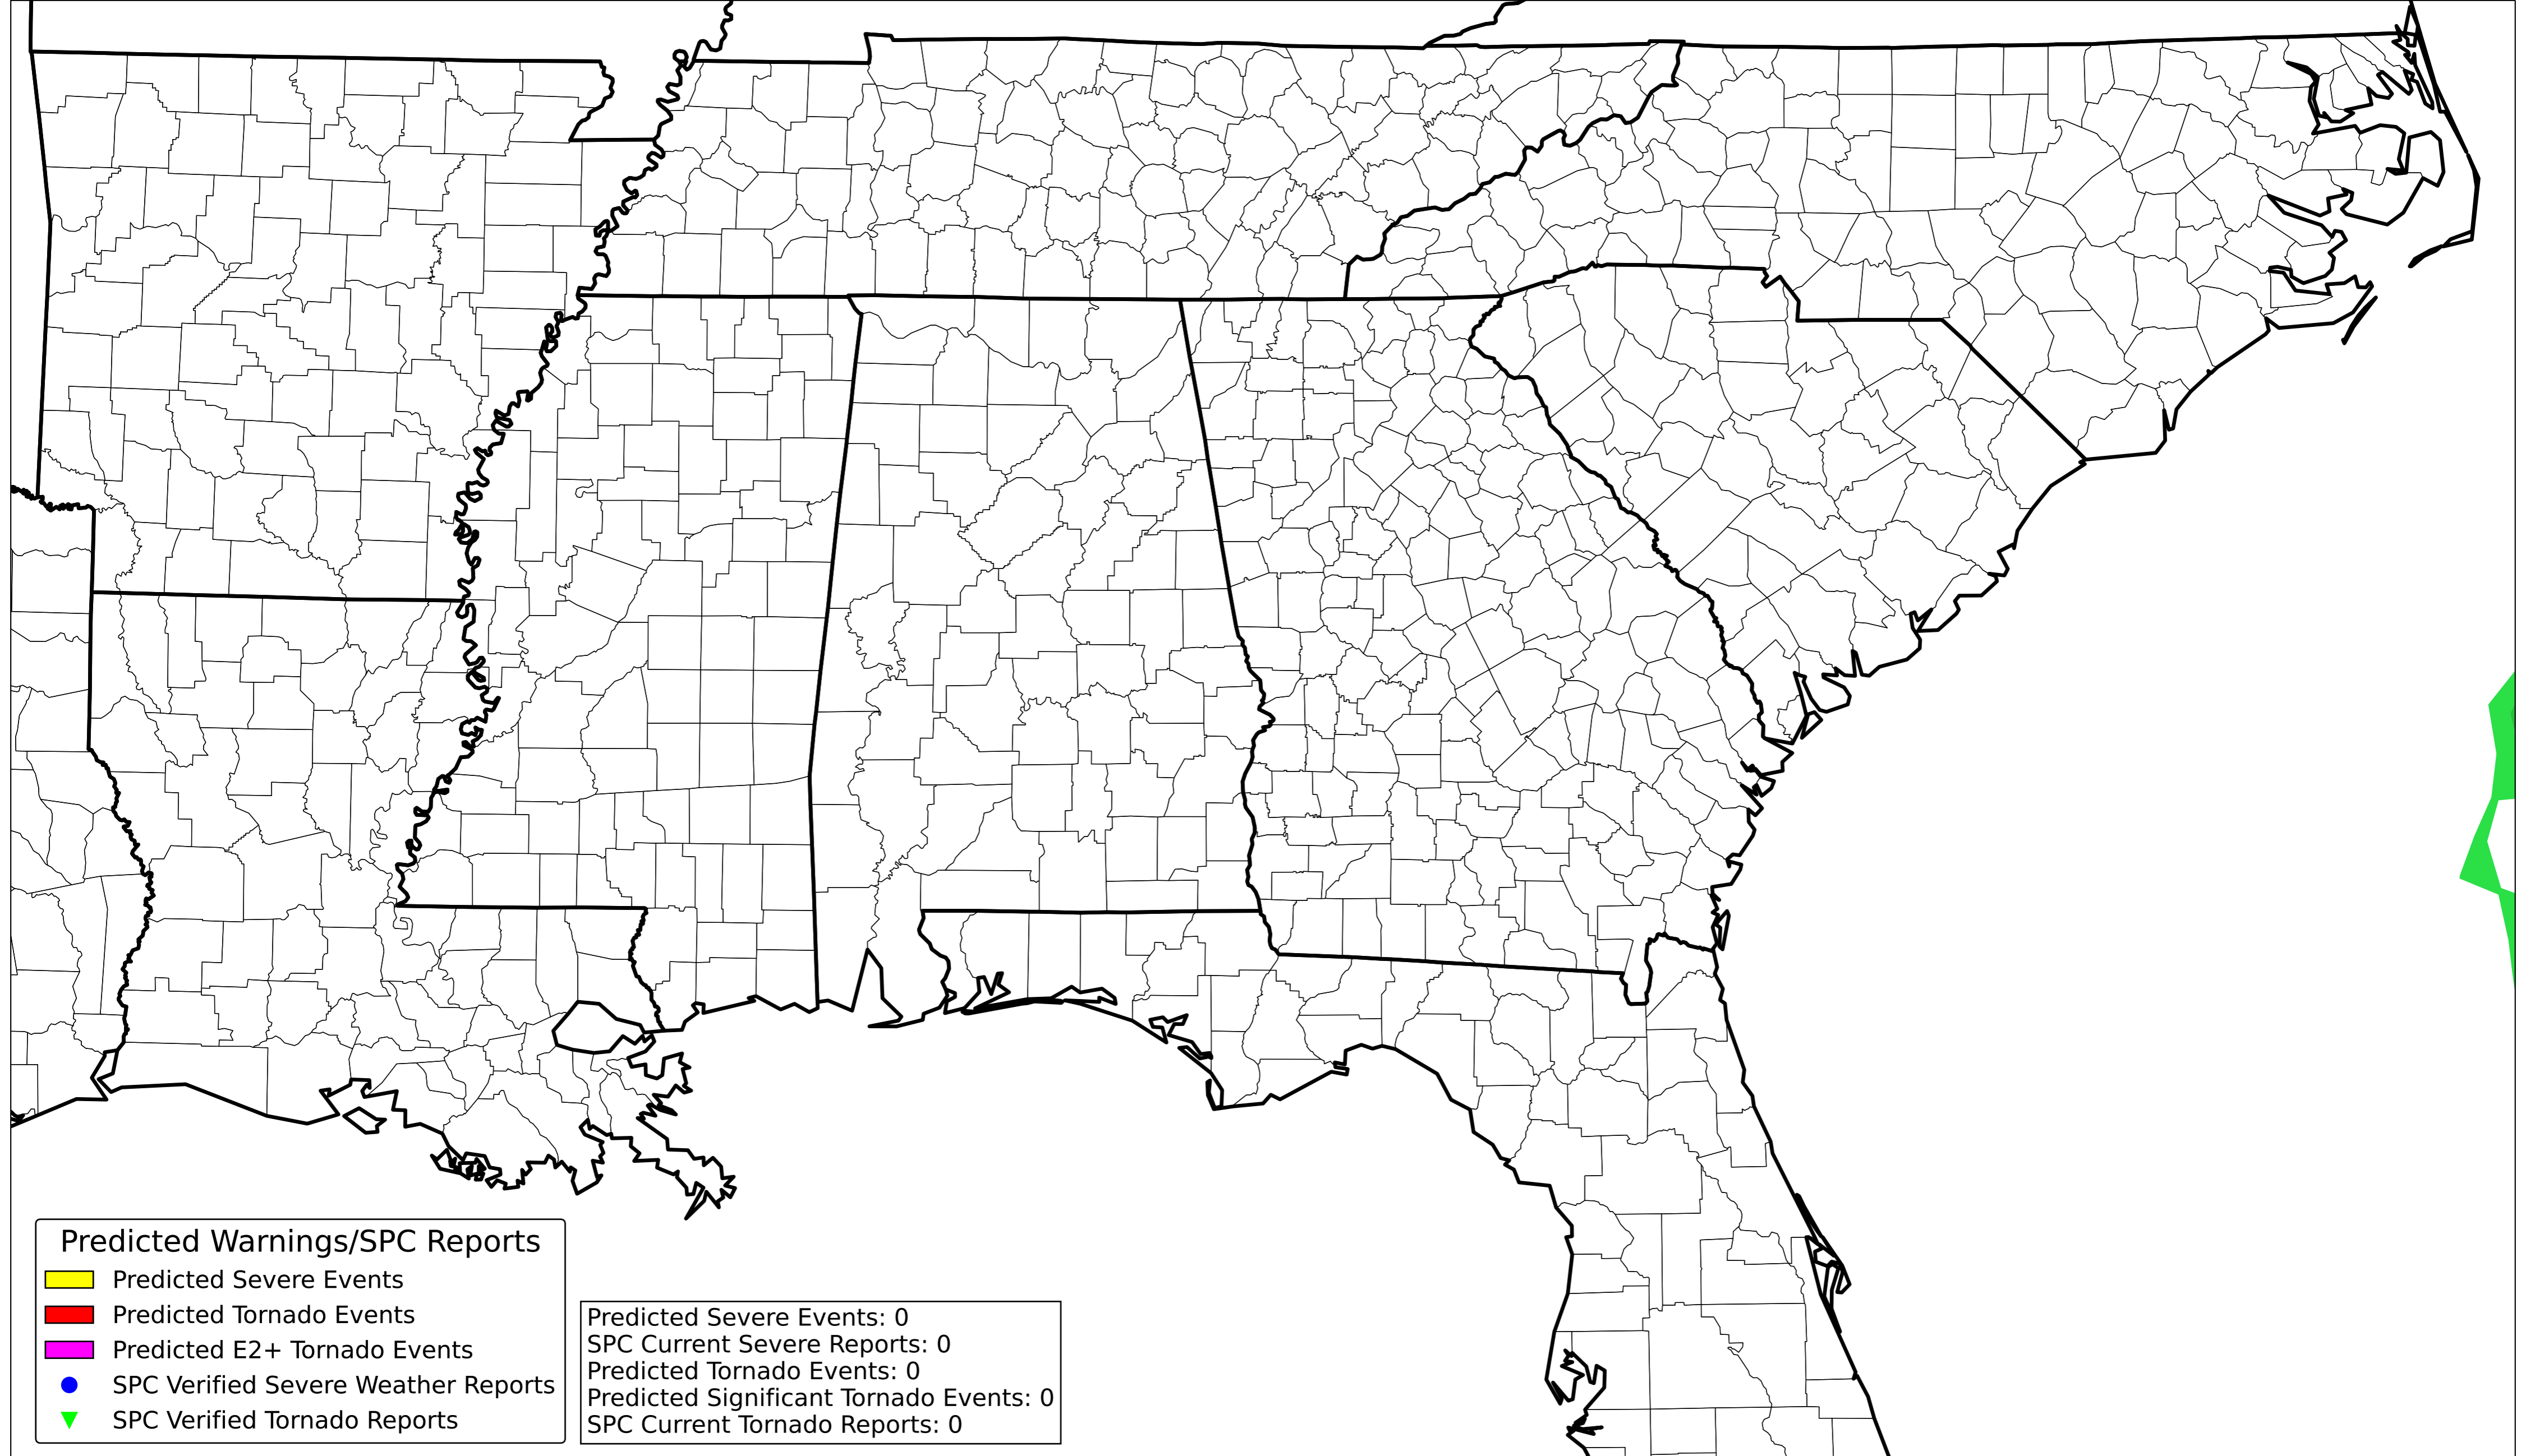 Predicted Warnings/SPC Reports
Predicted Severe Events
Predicted Tornado Events
Predicted E2+ Tornado Events
SPC Verified Severe Weather Reports
SPC Verified Tornado Reports
Predicted Severe Events: 0
SPC Current Severe Reports: 0
Predicted Tornado Events: 0
Predicted Significant Tornado Events: 0
SPC Current Tornado Reports: 0